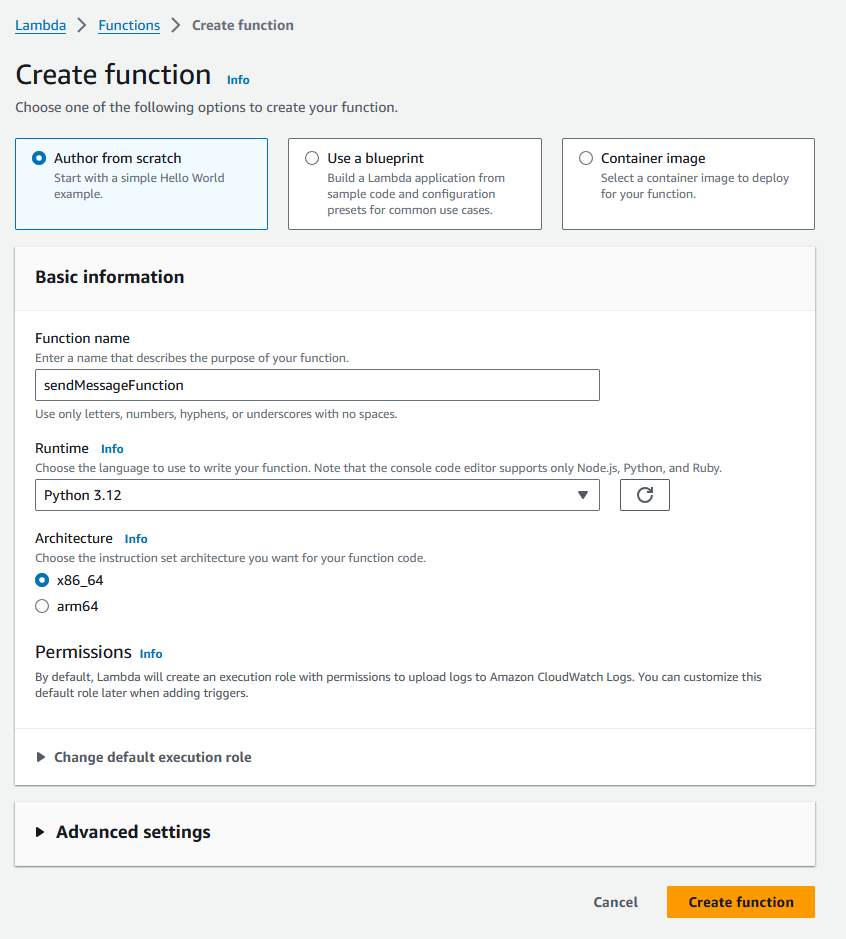 Lambda > Functions > Create function
Create function Info
Choose one of the following options to create your function.
Author from scratch
Start with a simple Hello World
example.
Use a blueprint
Build a Lambda application from
sample code and configuration
presets for common use cases.
Container image
Select a container image to deploy
for your function.
Basic information
Function name
Enter a name that describes the purpose of your function.
sendMessageFunction
Use only letters, numbers, hyphens, or underscores with no spaces.
Runtime Info
Choose the language to use to write your function. Note that the console code editor supports only Node.js, Python, and Ruby.
Python 3.12
Architecture Info
Choose the instruction set architecture you want for your function code.
x86_64
arm64
Permissions Info
By default, Lambda will create an execution role with permissions to upload logs to Amazon CloudWatch Logs. You can customize this
default role later when adding triggers.
Change default execution role
Advanced settings
Cancel
Create function